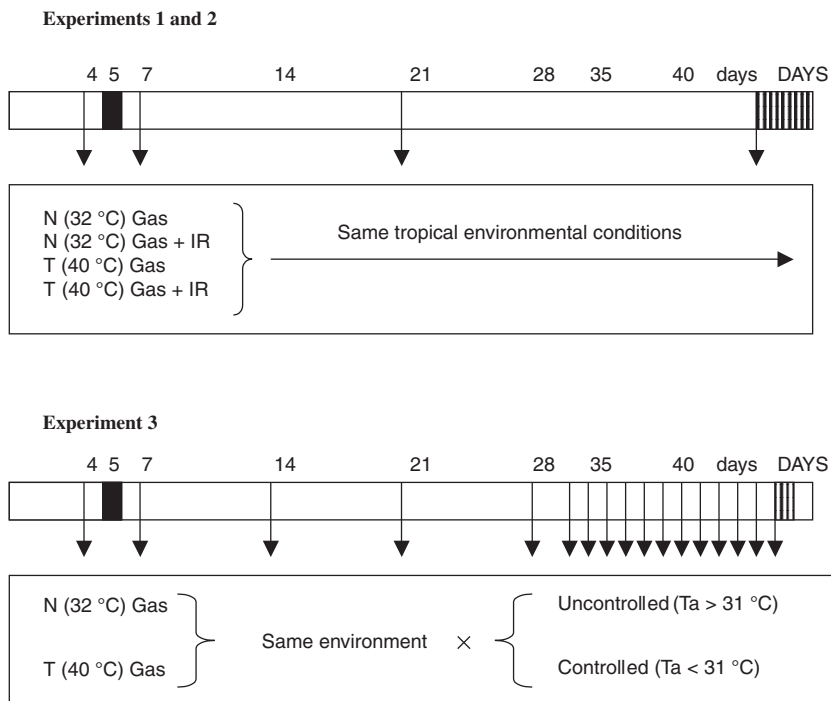 Experiments 1 and 2
4 5 7 14 21 28 35 40 days DAYS
N (32 °C) Gas
N (32 °C) Gas + IR
T (40 °C) Gas
T (40 °C) Gas + IR
Same tropical environmental conditions
Experiment 3
4 5 7 14 21 28 35 40 days DAYS
N (32 °C) Gas
T (40 °C) Gas
Same environment ×
Uncontrolled (Ta > 31 °C)
Controlled (Ta < 31 °C)